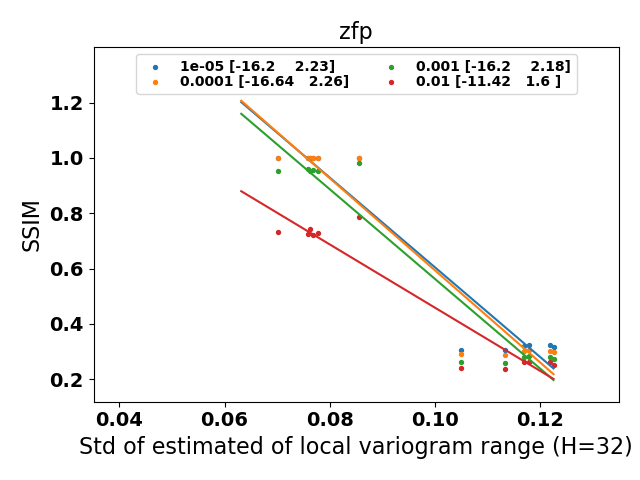 zfp
1e-05 [-16.2 2.23]
0.0001 [-16.64 2.26]
0.001 [-16.2 2.18]
0.01 [-11.42 1.6 ]
SSIM
1.2
1.0
0.8
0.6
0.4
0.2
0.04 0.06 0.08 0.10 0.12
Std of estimated of local variogram range (H=32)